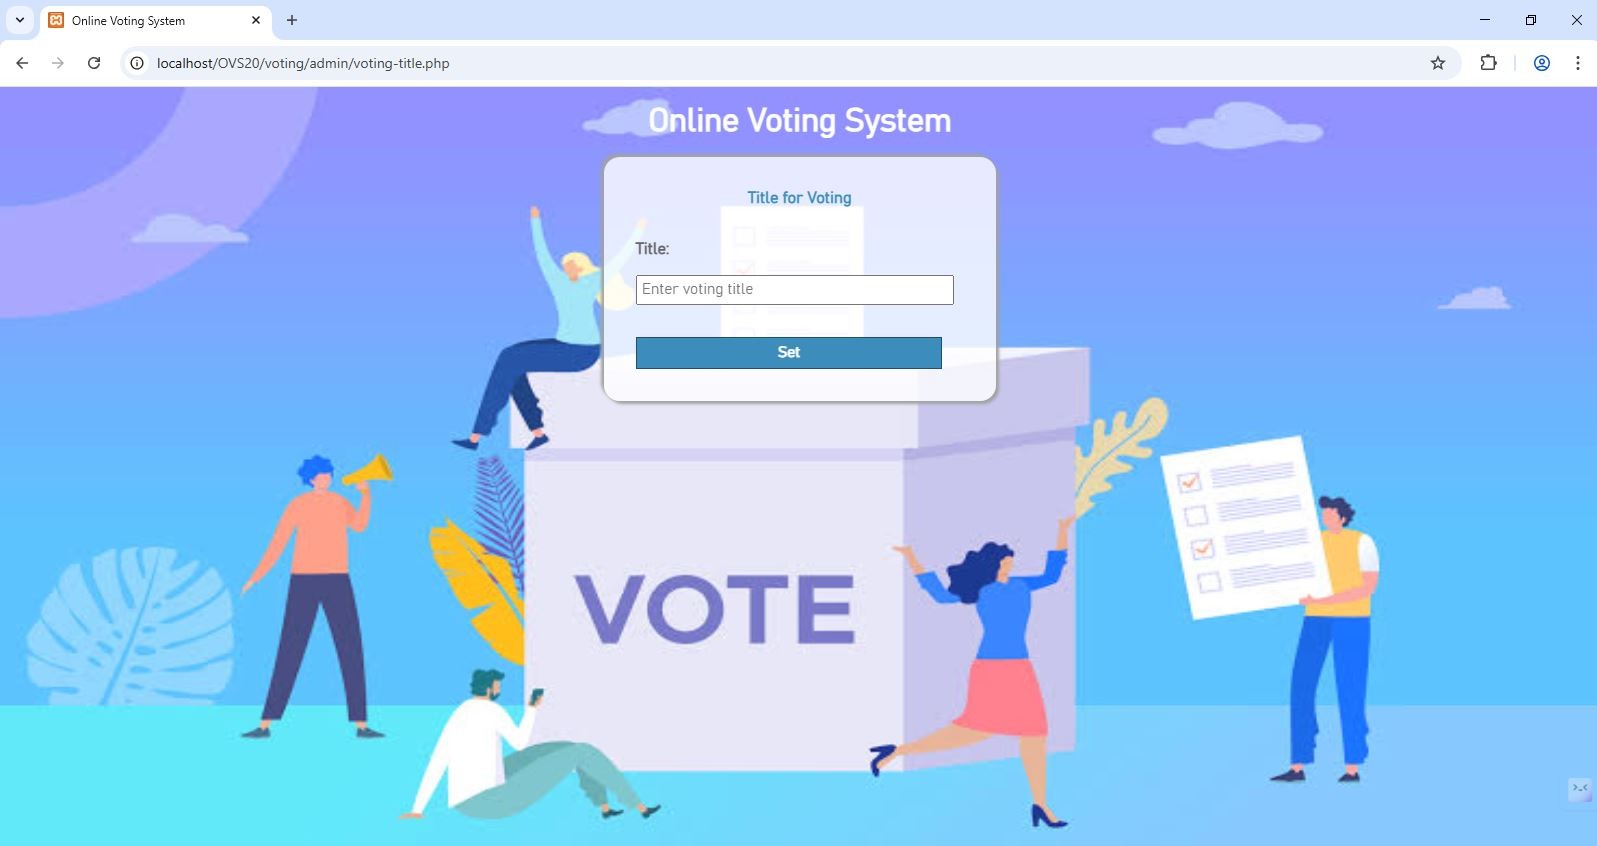 Online Voting System
localhost/OVS20/voting/admin/voting-title.php
Online Voting System
Title for Voting
Title:
Enter voting title
Set
VOTE